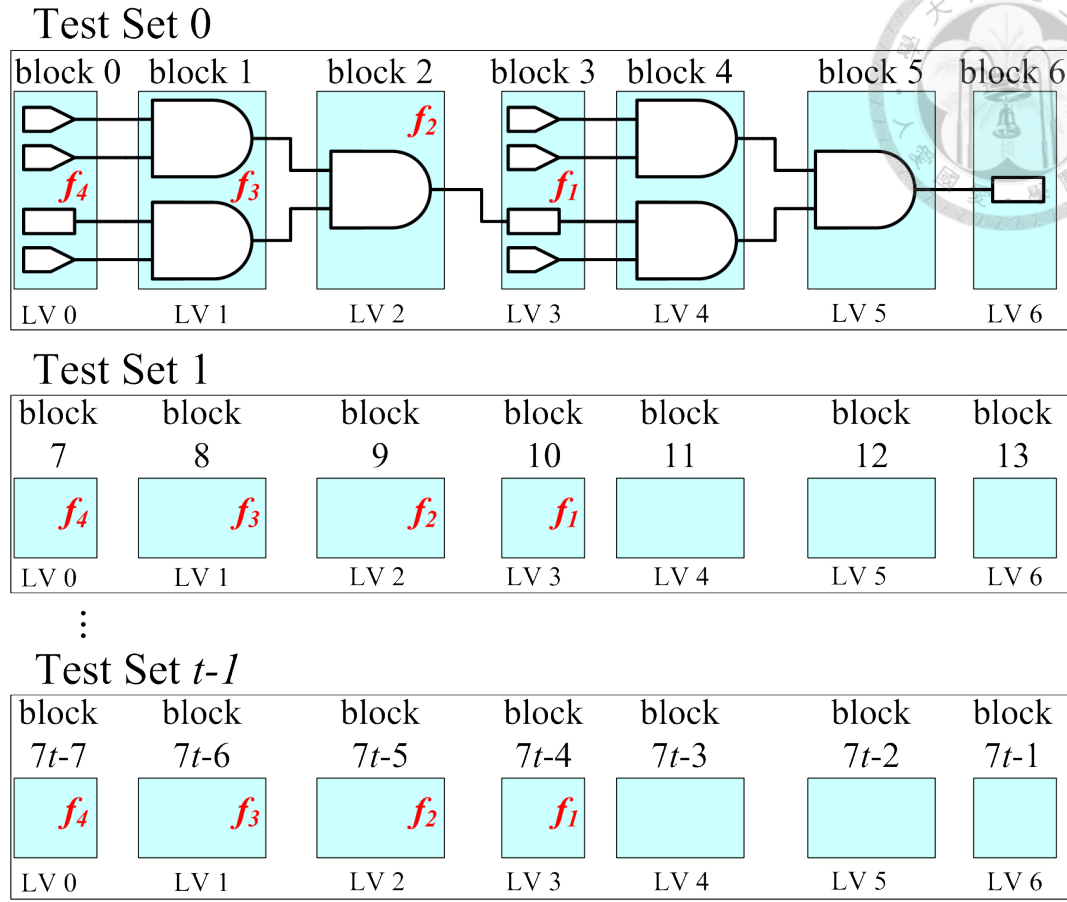 Test Set 0
block 0 block 1 block 2 block 3 block 4 block 5 block 6
f2
f4 f3 f1
LV 0 LV 1 LV 2 LV 3 LV 4 LV 5 LV 6
Test Set 1
block block block block block block block
7 8 9 10 11 12 13
f4 f3 f2 f1
LV 0 LV 1 LV 2 LV 3 LV 4 LV 5 LV 6
⋮
Test Set t-1
block block block block block block block
7t-7 7t-6 7t-5 7t-4 7t-3 7t-2 7t-1
f4 f3 f2 f1
LV 0 LV 1 LV 2 LV 3 LV 4 LV 5 LV 6